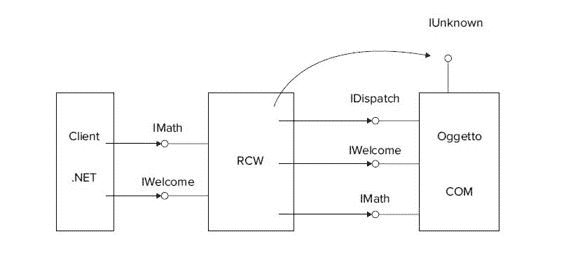 IUnknown
IDispatch
IMath
Client
Oggetto
IWelcome
RCW
.NET
IWelcome
COM
IMath